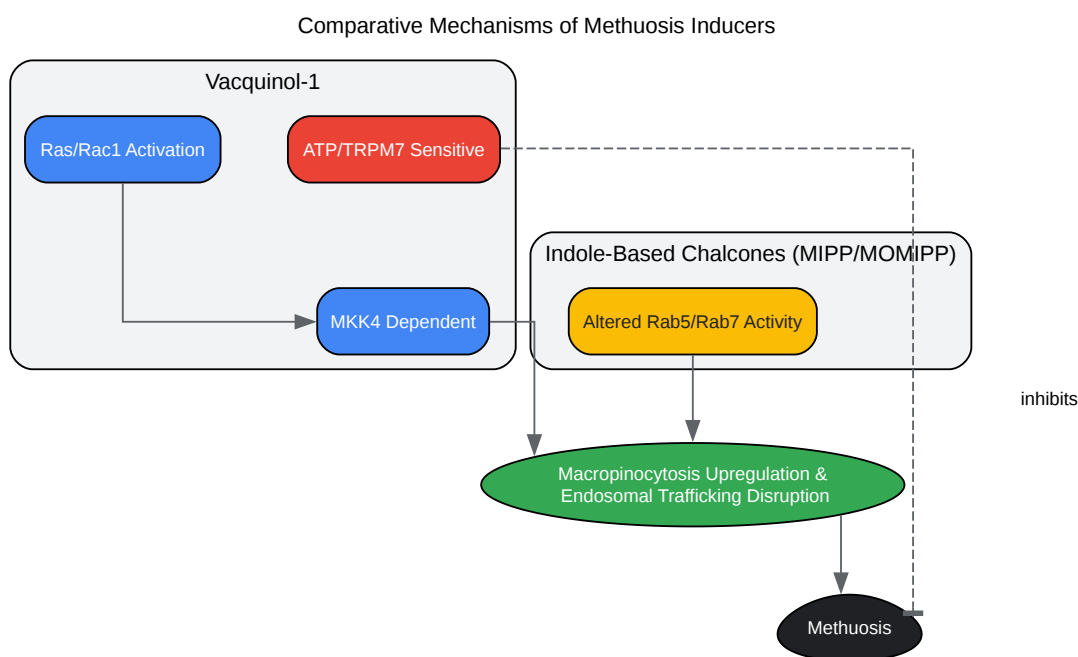 Comparative Mechanisms of Methuosis Inducers
Vacquinol-1
Ras/Rac1 Activation
ATP/TRPM7 Sensitive
Indole-Based Chalcones (MIPP/MOMIPP)
MKK4 Dependent
Altered Rab5/Rab7 Activity
inhibits
Macropinocytosis Upregulation &
Endosomal Trafficking Disruption
Methuosis